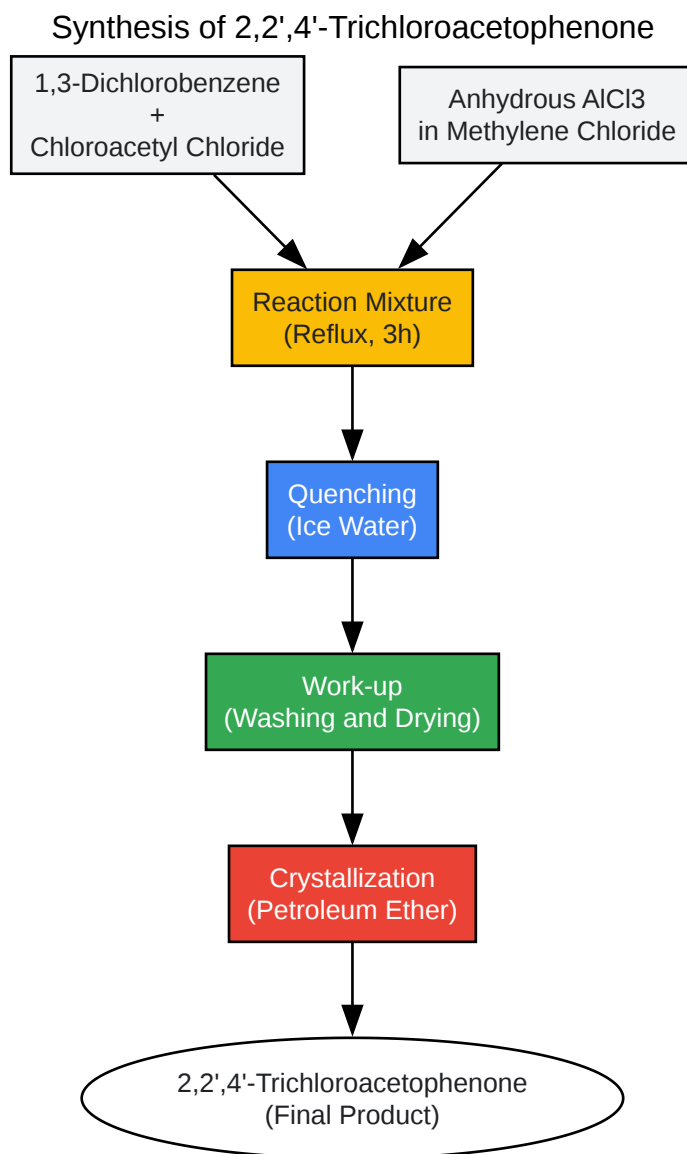 Synthesis of 2,2',4'-Trichloroacetophenone
1,3-Dichlorobenzene
+
Chloroacetyl Chloride
Anhydrous AlCl3
in Methylene Chloride
Reaction Mixture
(Reflux, 3h)
Quenching
(Ice Water)
Work-up
(Washing and Drying)
Crystallization
(Petroleum Ether)
2,2',4'-Trichloroacetophenone
(Final Product)